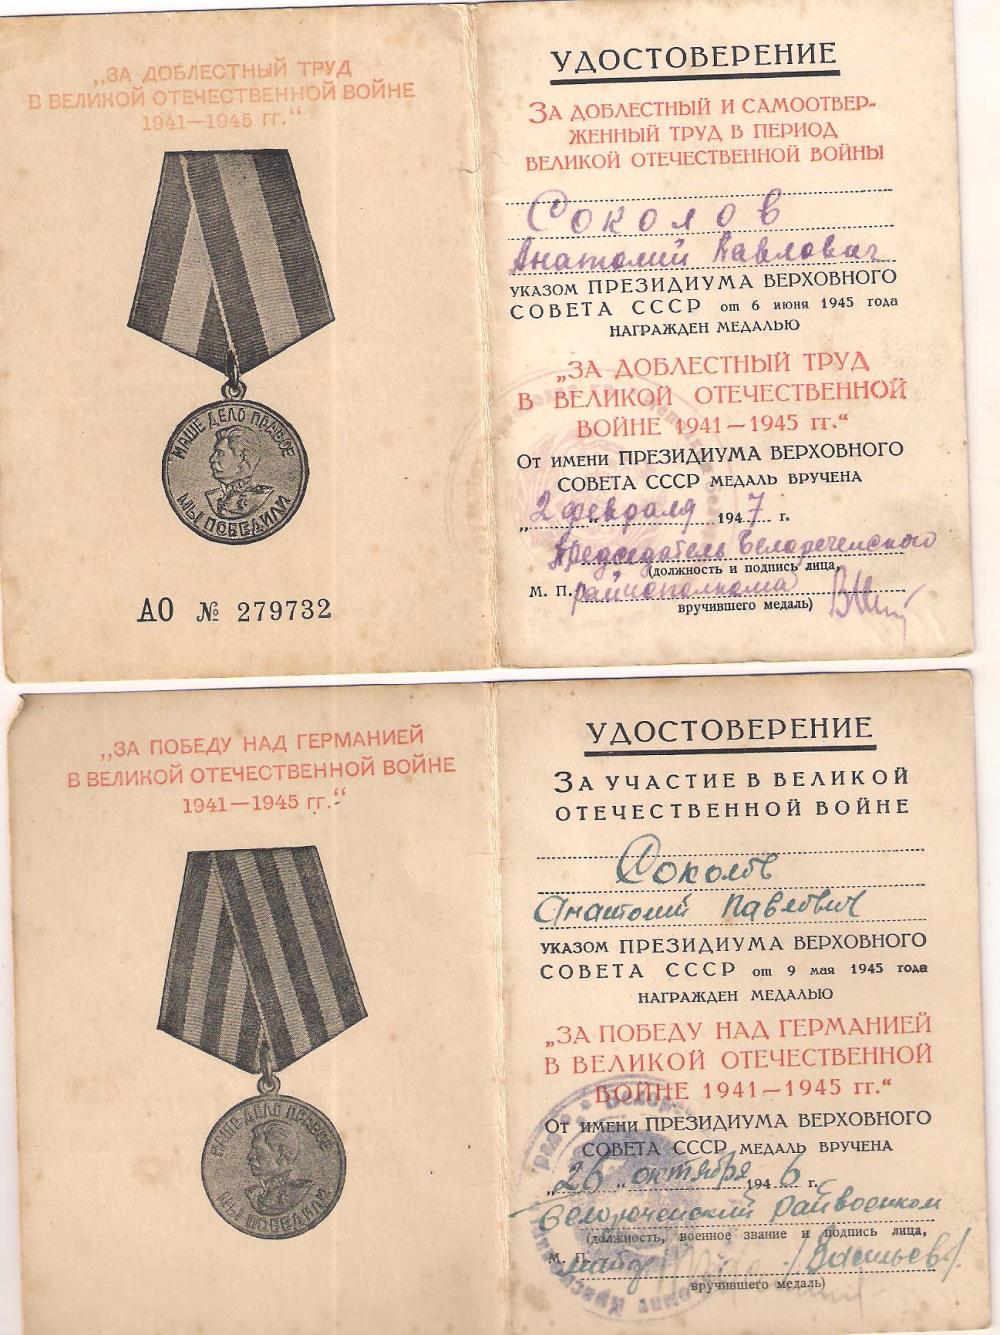 „ЗА ДОБЛЕСТНЫЙ ТРУД
В ВЕЛИКОЙ ОТЕЧЕСТВЕННОЙ ВОЙНЕ
1941—1945 гг.“
НАШЕ ДЕЛО ПРАВОЕ
МЫ ПОБЕДИЛИ
АО № 279732
УДОСТОВЕРЕНИЕ
ЗА ДОБЛЕСТНЫЙ И САМООТВЕР-
ЖЕННЫЙ ТРУД В ПЕРИОД
ВЕЛИКОЙ ОТЕЧЕСТВЕННОЙ ВОЙНЫ
Соколов
Анатолий Павлович
УКАЗОМ ПРЕЗИДИУМА ВЕРХОВНОГО
СОВЕТА СССР от 6 июня 1945 года
НАГРАЖДЕН МЕДАЛЬЮ
„ЗА ДОБЛЕСТНЫЙ ТРУД
В ВЕЛИКОЙ ОТЕЧЕСТВЕННОЙ
ВОЙНЕ 1941—1945 гг.“
ОТ ИМЕНИ ПРЕЗИДИУМА ВЕРХОВНОГО
СОВЕТА СССР МЕДАЛЬ ВРУЧЕНА
„2 февраля 1947 г.
Председатель Белореченского
(должность и подпись лица,
М. П. райисполкома
вручившего медаль)
„ЗА ПОБЕДУ НАД ГЕРМАНИЕЙ
В ВЕЛИКОЙ ОТЕЧЕСТВЕННОЙ ВОЙНЕ
1941—1945 гг.“
НАШЕ ДЕЛО ПРАВОЕ
МЫ ПОБЕДИЛИ
УДОСТОВЕРЕНИЕ
ЗА УЧАСТИЕ В ВЕЛИКОЙ
ОТЕЧЕСТВЕННОЙ ВОЙНЕ
Соколов
Анатолий Павлович
УКАЗОМ ПРЕЗИДИУМА ВЕРХОВНОГО
СОВЕТА СССР от 9 мая 1945 года
НАГРАЖДЕН МЕДАЛЬЮ
„ЗА ПОБЕДУ НАД ГЕРМАНИЕЙ
В ВЕЛИКОЙ ОТЕЧЕСТВЕННОЙ
ВОЙНЕ 1941—1945 гг.“
ОТ ИМЕНИ ПРЕЗИДИУМА ВЕРХОВНОГО
СОВЕТА СССР МЕДАЛЬ ВРУЧЕНА
„26“ октября 1946 г.
Белореченский райвоенком
(должность, военное звание и подпись лица,
М. П. майор /Васильев/
вручившего медаль)